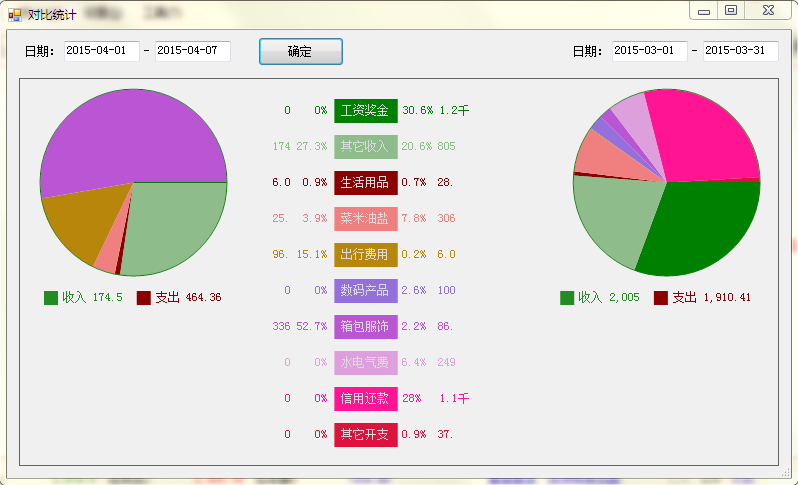 对比统计
日期: 2015-04-01 - 2015-04-07 确定 日期: 2015-03-01 - 2015-03-31
0 0% 工资奖金 30.6% 1.2千
174 27.3% 其它收入 20.6% 805
6.0 0.9% 生活用品 0.7% 28.
25. 3.9% 菜米油盐 7.8% 306
96. 15.1% 出行费用 0.2% 6.0
0 0% 数码产品 2.6% 100
336 52.7% 箱包服饰 2.2% 86.
0 0% 水电气费 6.4% 249
0 0% 信用还款 28% 1.1千
0 0% 其它开支 0.9% 37.
收入 174.5 支出 464.36
收入 2,005 支出 1,910.41